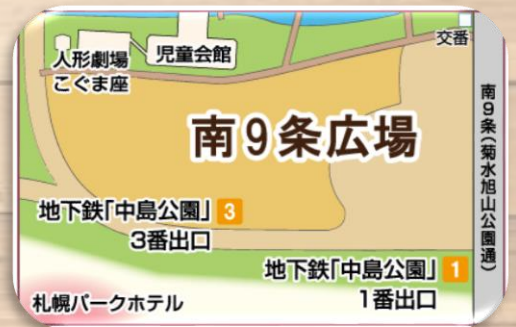 人形劇場
こぐま座
児童会館
交番
南9条広場
南9条(菊水旭山公園通)
地下鉄「中島公園」 3
3番出口
地下鉄「中島公園」 1
1番出口
札幌パークホテル